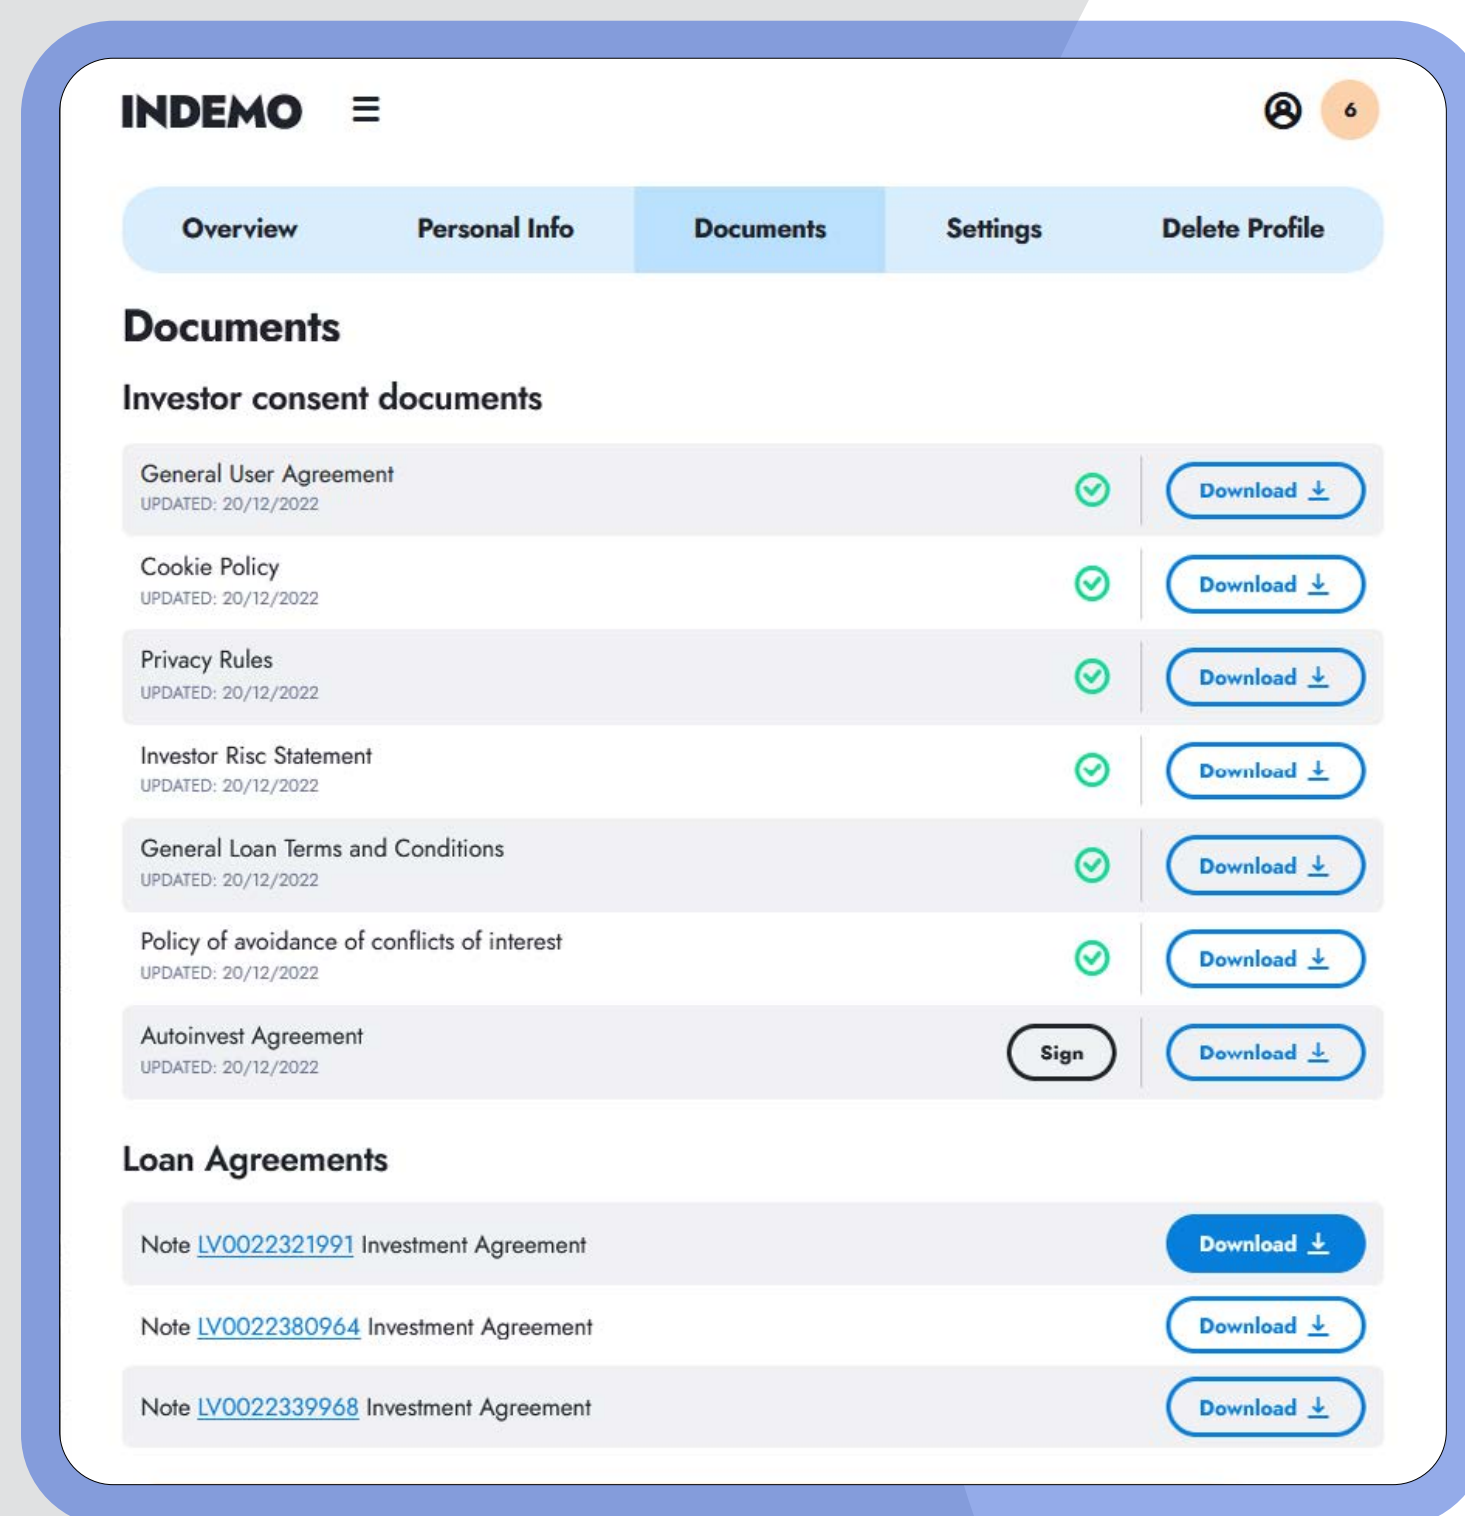 INDEMO
6
Overview Personal Info Documents Settings Delete Profile
Documents
Investor consent documents
General User Agreement
UPDATED: 20/12/2022
Download
Cookie Policy
UPDATED: 20/12/2022
Download
Privacy Rules
UPDATED: 20/12/2022
Download
Investor Risc Statement
UPDATED: 20/12/2022
Download
General Loan Terms and Conditions
UPDATED: 20/12/2022
Download
Policy of avoidance of conflicts of interest
UPDATED: 20/12/2022
Download
Autoinvest Agreement
UPDATED: 20/12/2022
Sign Download
Loan Agreements
Note LV0022321991 Investment Agreement Download
Note LV0022380964 Investment Agreement Download
Note LV0022339968 Investment Agreement Download